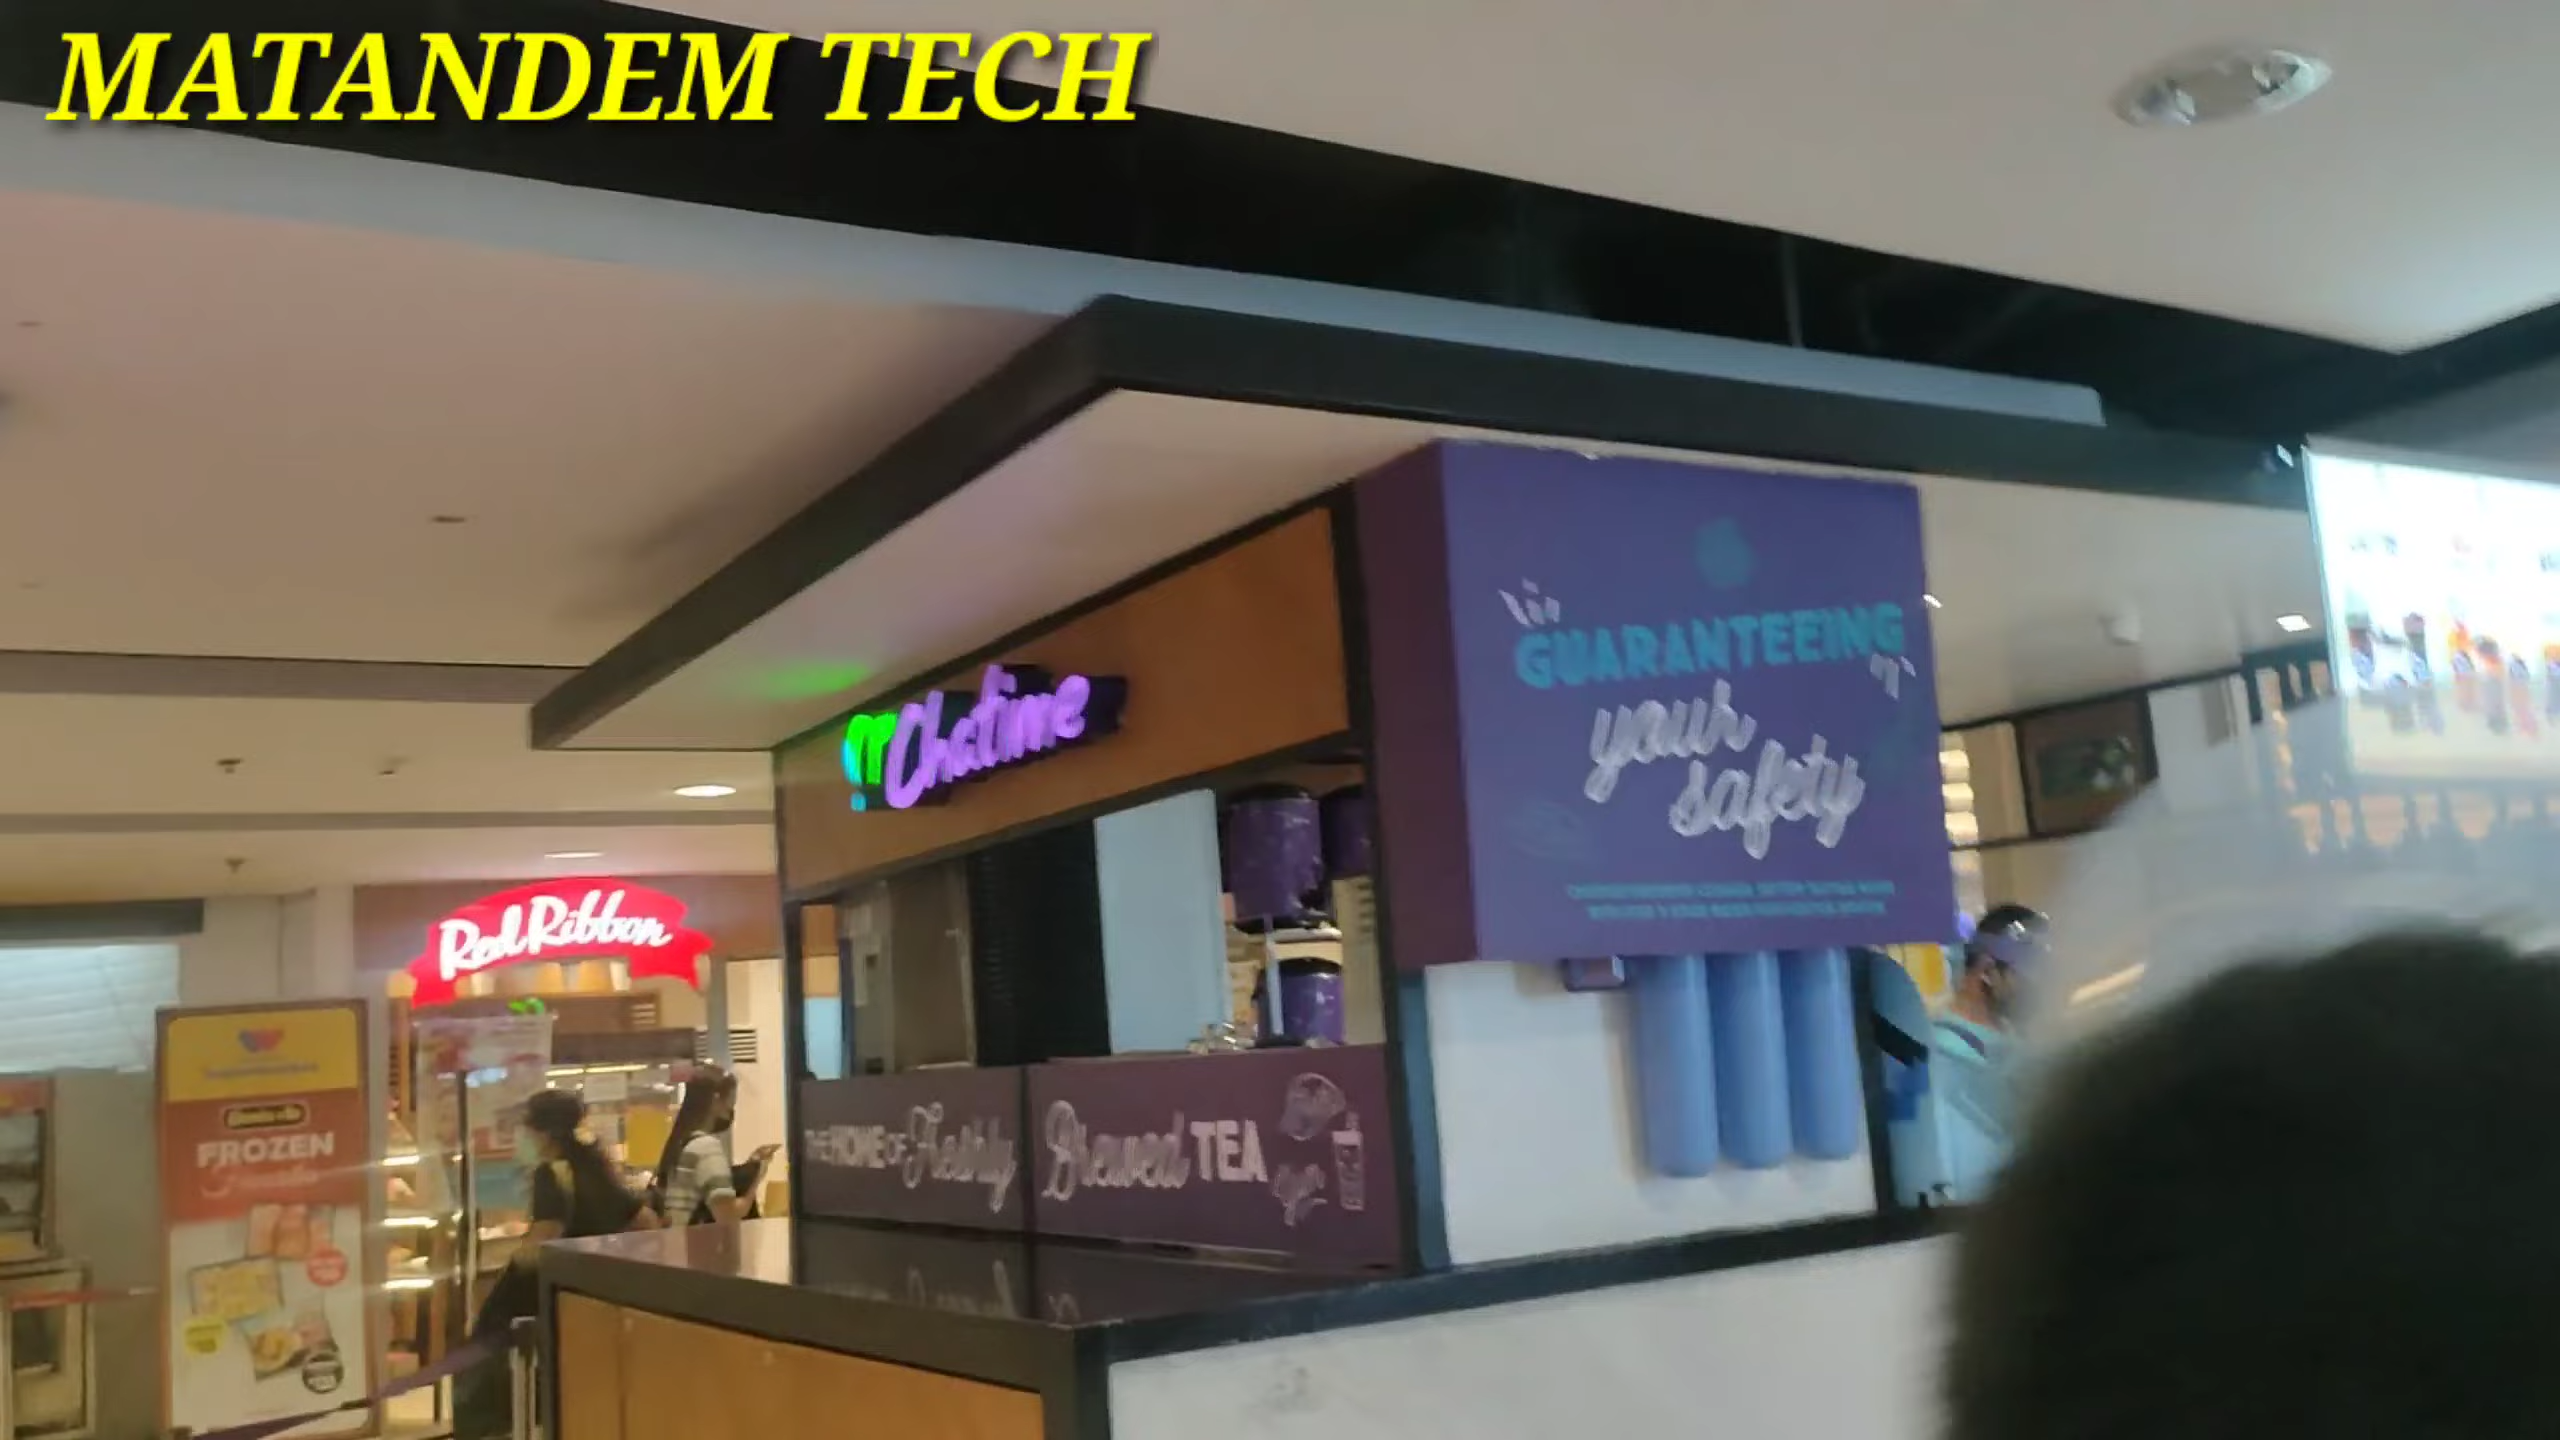 MATANDEM TECH
Chatime
GUARANTEEING
your
safety
Red Ribbon
THE HOME OF Freshly Brewed TEA
FROZEN